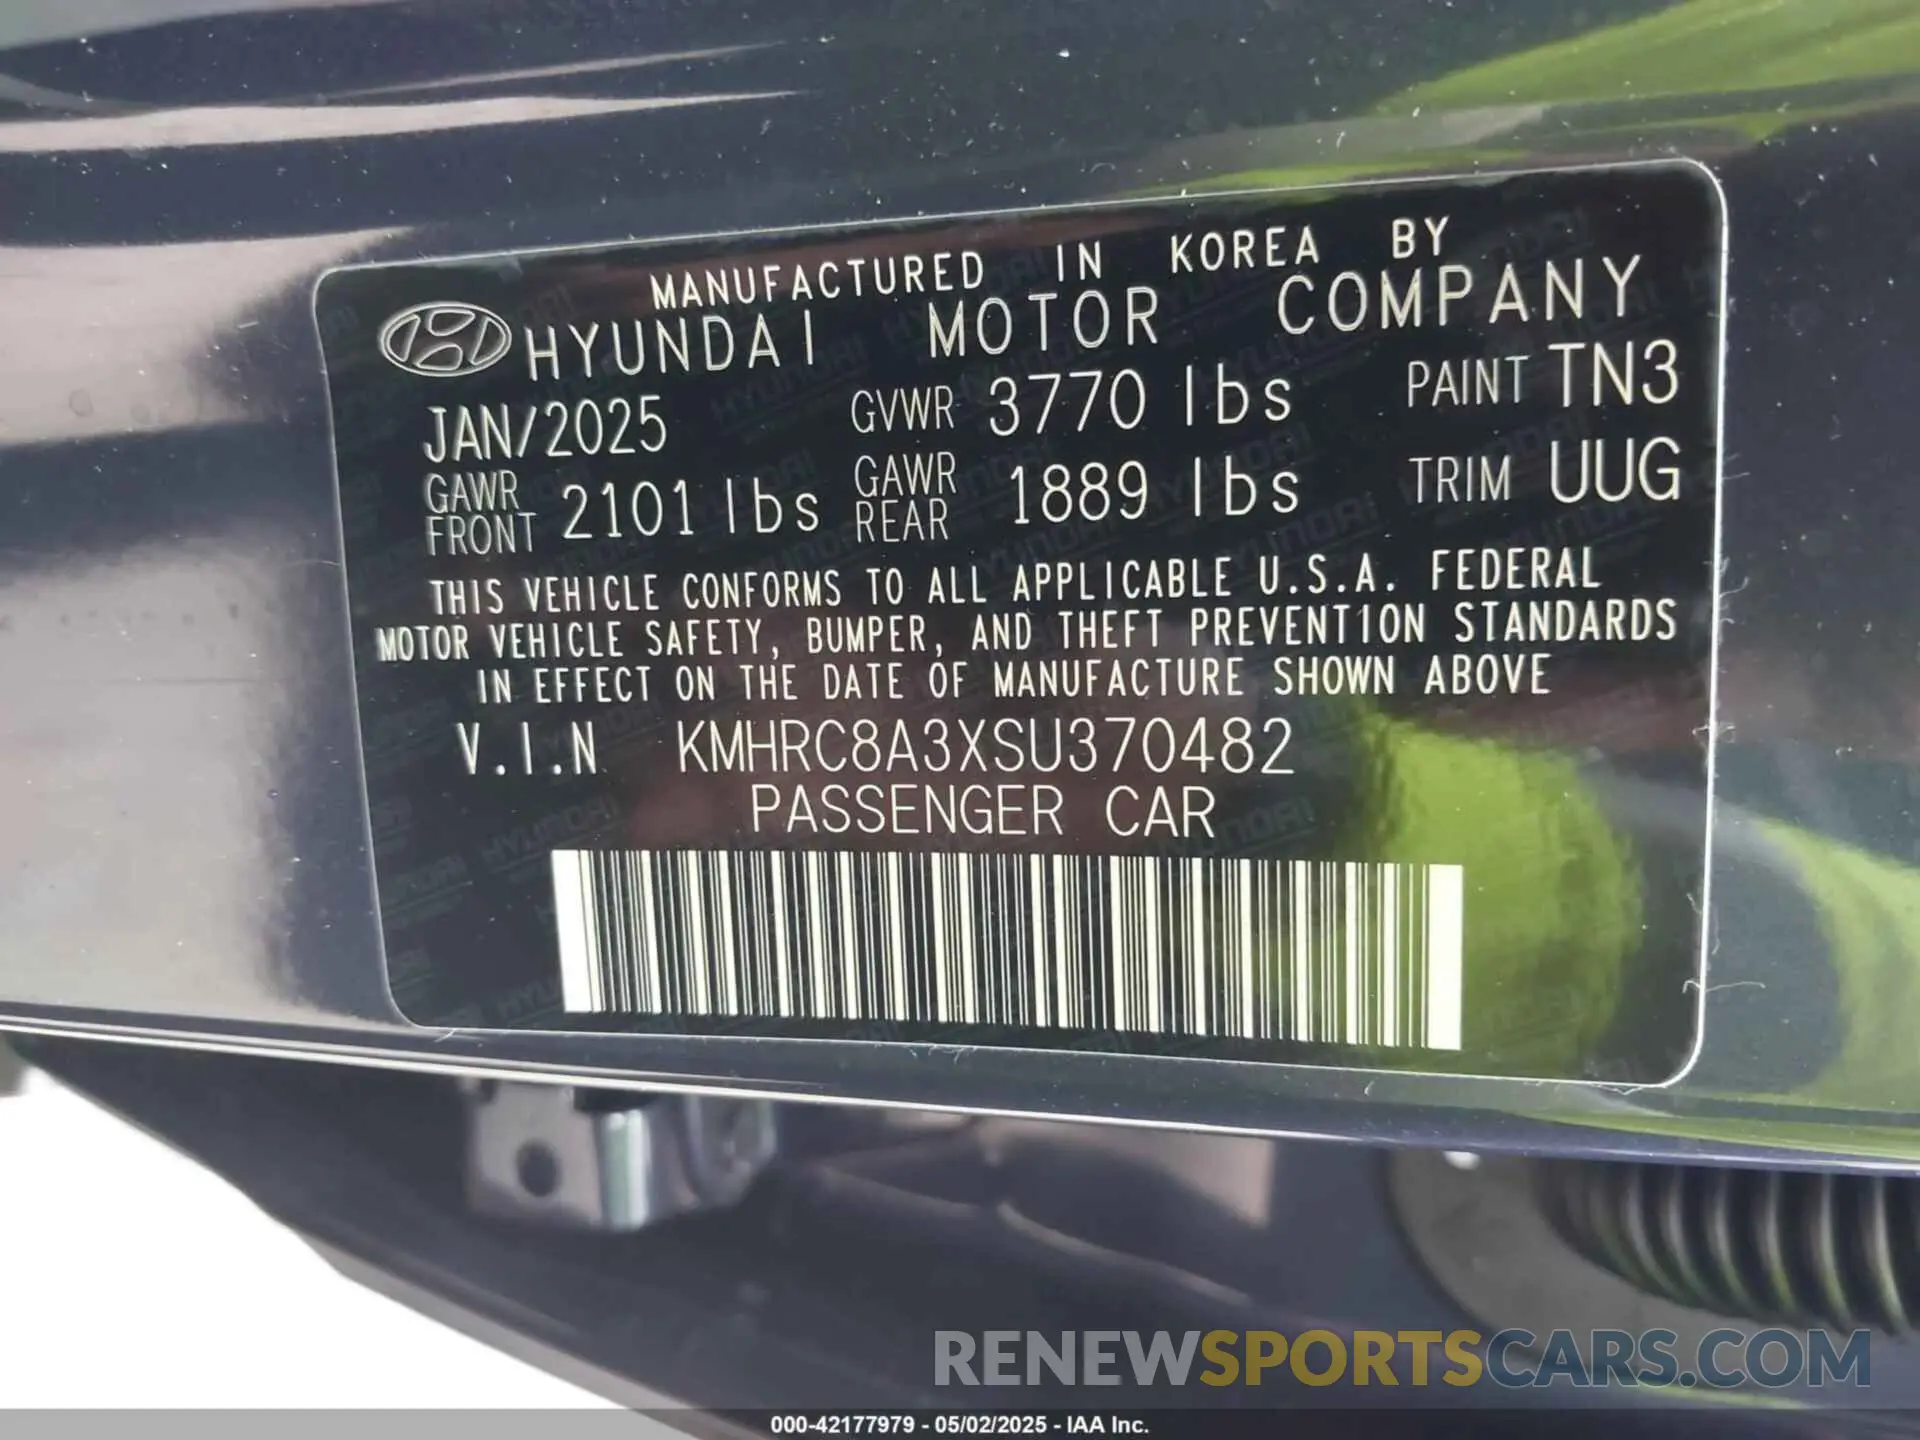 MANUFACTURED IN KOREA BY
HYUNDAI MOTOR COMPANY
JAN/2025 GVWR 3770 lbs PAINT TN3
GAWR FRONT 2101 lbs GAWR REAR 1889 lbs TRIM UUG
THIS VEHICLE CONFORMS TO ALL APPLICABLE U.S.A. FEDERAL
MOTOR VEHICLE SAFETY, BUMPER, AND THEFT PREVENT1ON STANDARDS
IN EFFECT ON THE DATE OF MANUFACTURE SHOWN ABOVE
V.I.N KMHRC8A3XSU370482
PASSENGER CAR
RENEWSPORTSCARS.COM
000-42177979 - 05/02/2025 - IAA Inc.